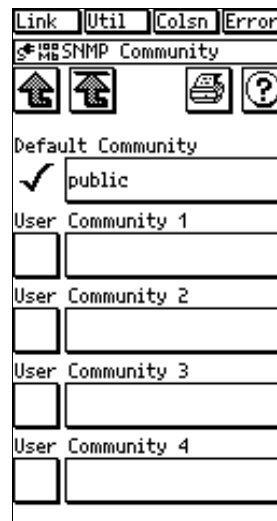 Link Util Colsn Error
SNMP Community
?
Default Community
public
User Community 1
User Community 2
User Community 3
User Community 4